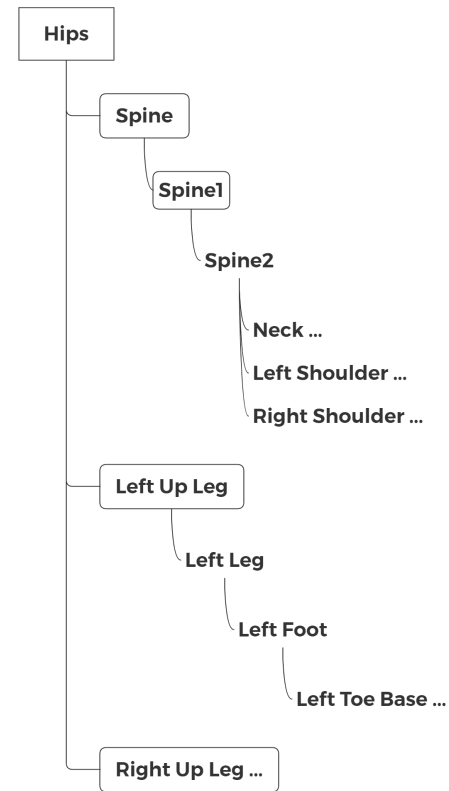 Hips
Spine
Spine1
Spine2
Neck ...
Left Shoulder ...
Right Shoulder ...
Left Up Leg
Left Leg
Left Foot
Left Toe Base ...
Right Up Leg ...